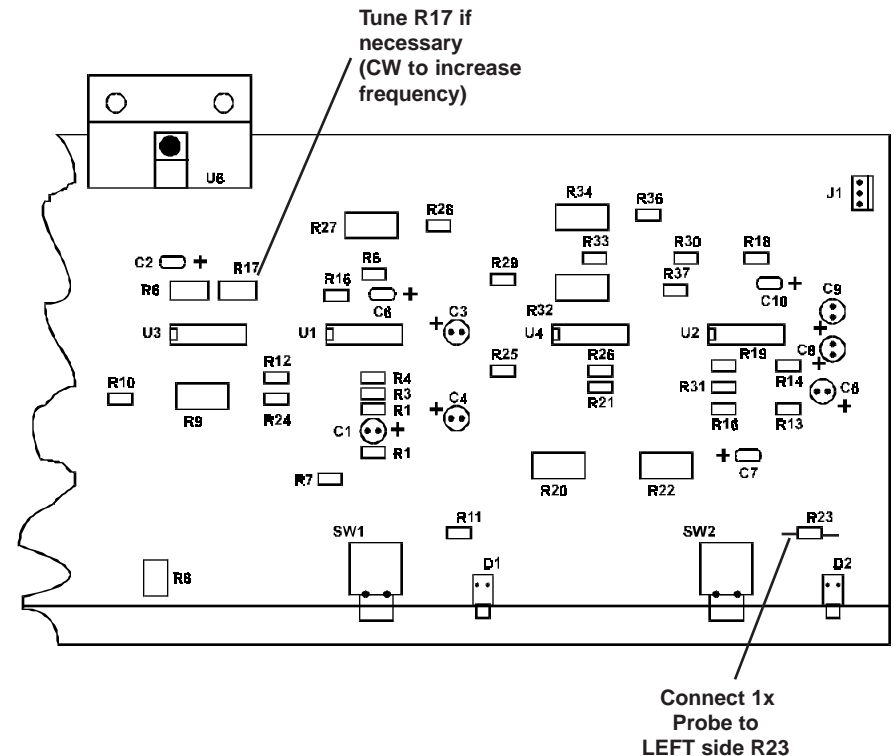 Tune R17 if
necessary
(CW to increase
frequency)
U6
J1
R34
R36
R27
R28
C2 +
R17
R6
R33
R30
R18
R6
R16
R29
R37
C10 +
C9
+
C6 +
C3
+
R32
U3
U1
U4
U2
C8
+
R12
R4
R25
R26
R19
R14
C6
+
R10
R3
R21
R31
R9
R24
R1
C4
+
R16
R13
C1 +
R1
+ C7
R7
R20
R22
R11
R23
SW1
SW2
R6
D1
D2
Connect 1x
Probe to
LEFT side R23